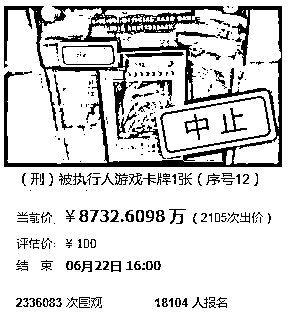 中止
（刑）被执行人游戏卡牌1张（序号12）
当前价 ¥8732.6098万（2105次出价）
评估价: ¥100
结 束 06月22日 16:00
2336083 次围观 18104 人报名